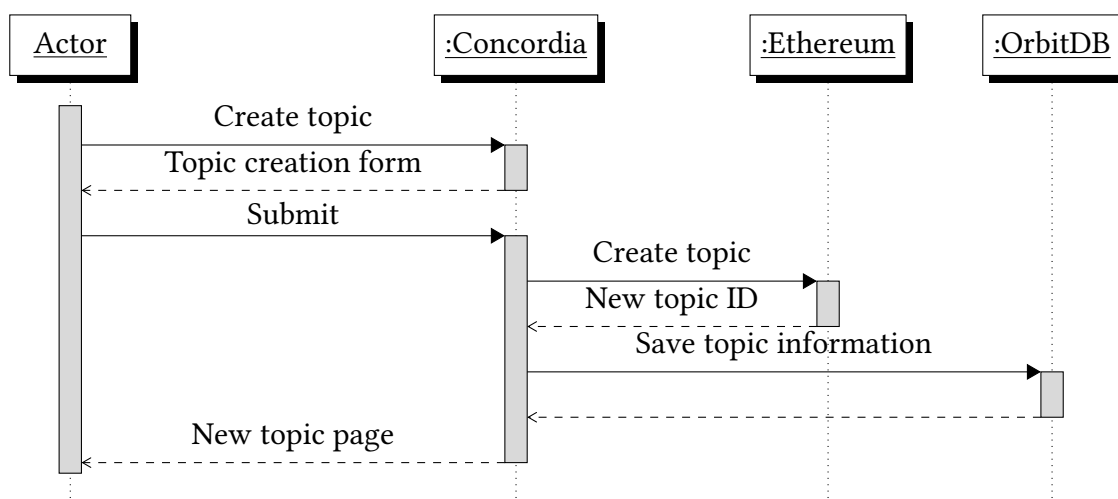 Actor
:Concordia
:Ethereum
:OrbitDB
Create topic
Topic creation form
Submit
Create topic
New topic ID
Save topic information
New topic page